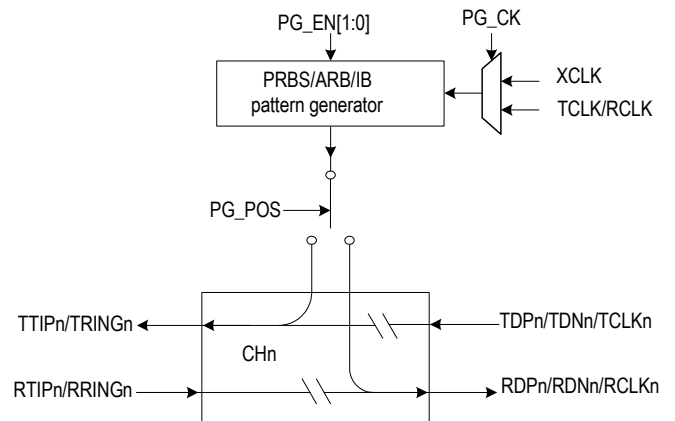 PG_EN[1:0]
PG_CK
PRBS/ARB/IB
pattern generator
XCLK
TCLK/RCLK
PG_POS
TTIPn/TRINGn
TDPn/TDNn/TCLKn
CHn
RTIPn/RRINGn
RDPn/RDNn/RCLKn